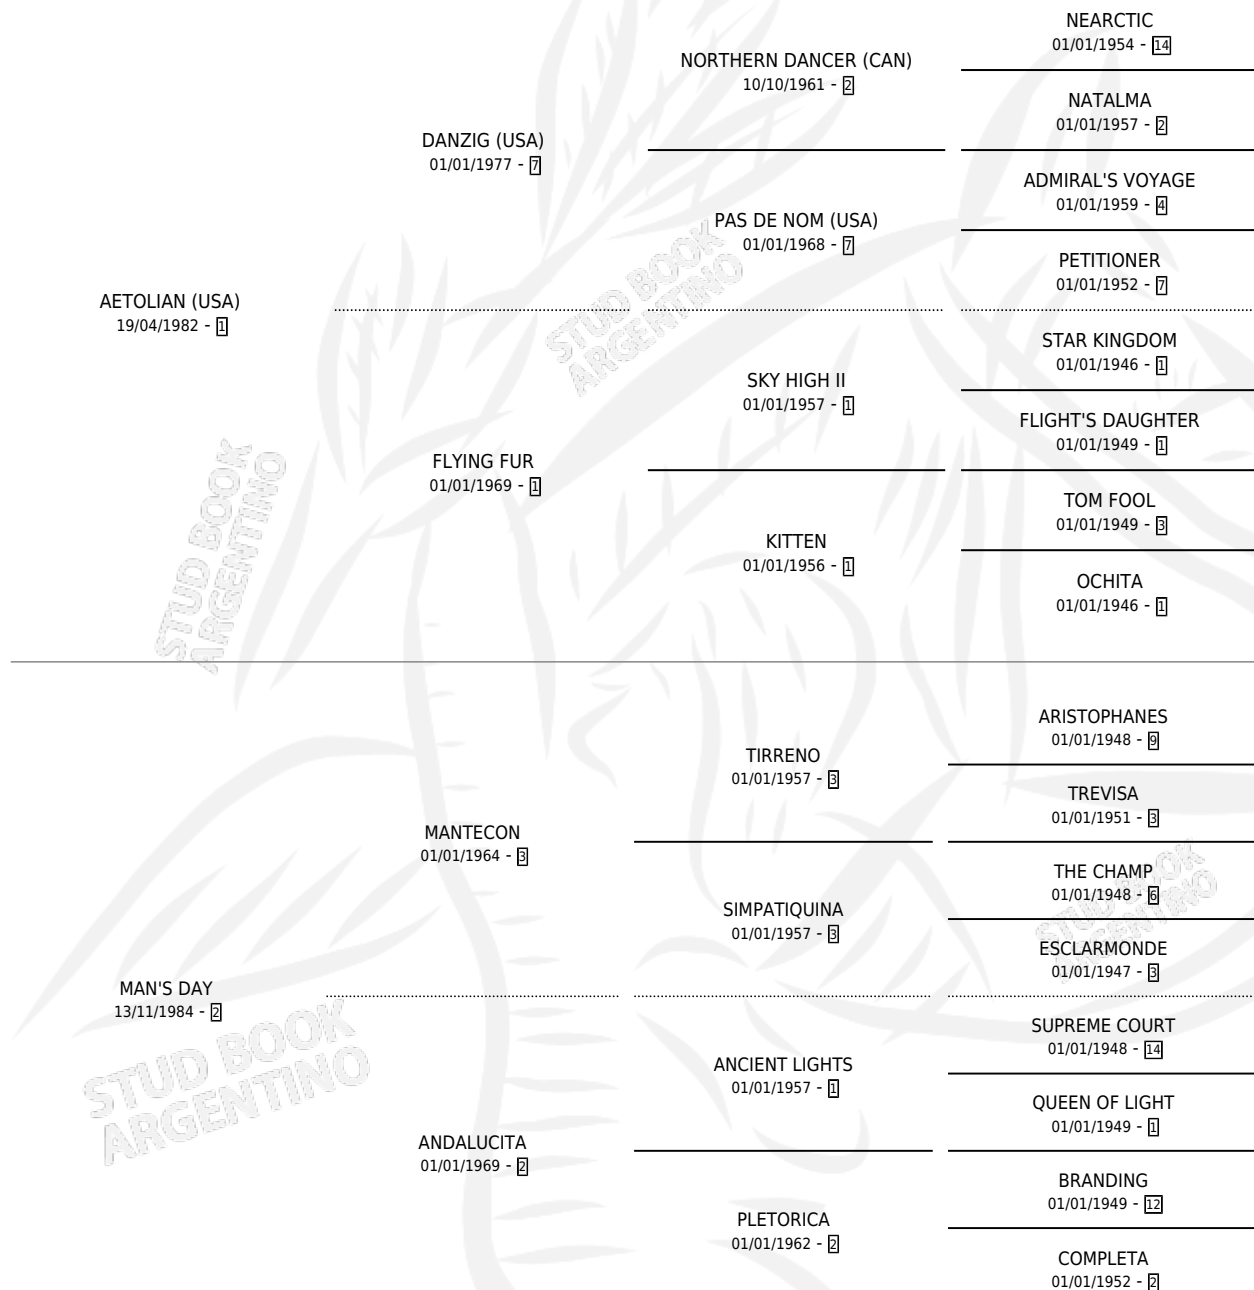 NEARCTIC
01/01/1954 - 14
NORTHERN DANCER (CAN)
10/10/1961 - 2
NATALMA
01/01/1957 - 2
DANZIG (USA)
01/01/1977 - 7
ADMIRAL'S VOYAGE
01/01/1959 - 4
PAS DE NOM (USA)
01/01/1968 - 7
PETITIONER
01/01/1952 - 7
AETOLIAN (USA)
19/04/1982 - 1
STAR KINGDOM
01/01/1946 - 1
SKY HIGH II
01/01/1957 - 1
FLIGHT'S DAUGHTER
01/01/1949 - 1
FLYING FUR
01/01/1969 - 1
TOM FOOL
01/01/1949 - 3
KITTEN
01/01/1956 - 1
OCHITA
01/01/1946 - 1
STUD BOOK
ARGENTINO
STUD BOOK
ARGENTINO
ARISTOPHANES
01/01/1948 - 9
TIRRENO
01/01/1957 - 3
TREVISA
01/01/1951 - 3
MANTECON
01/01/1964 - 3
THE CHAMP
01/01/1948 - 6
SIMPATIQUINA
01/01/1957 - 3
ESCLARMONDE
01/01/1947 - 3
STUD BOOK
ARGENTINO
MAN'S DAY
13/11/1984 - 2
SUPREME COURT
01/01/1948 - 14
ANCIENT LIGHTS
01/01/1957 - 1
QUEEN OF LIGHT
01/01/1949 - 1
ANDALUCITA
01/01/1969 - 2
BRANDING
01/01/1949 - 12
PLETORICA
01/01/1962 - 2
COMPLETA
01/01/1952 - 2
STUD BOOK
ARGENTINO